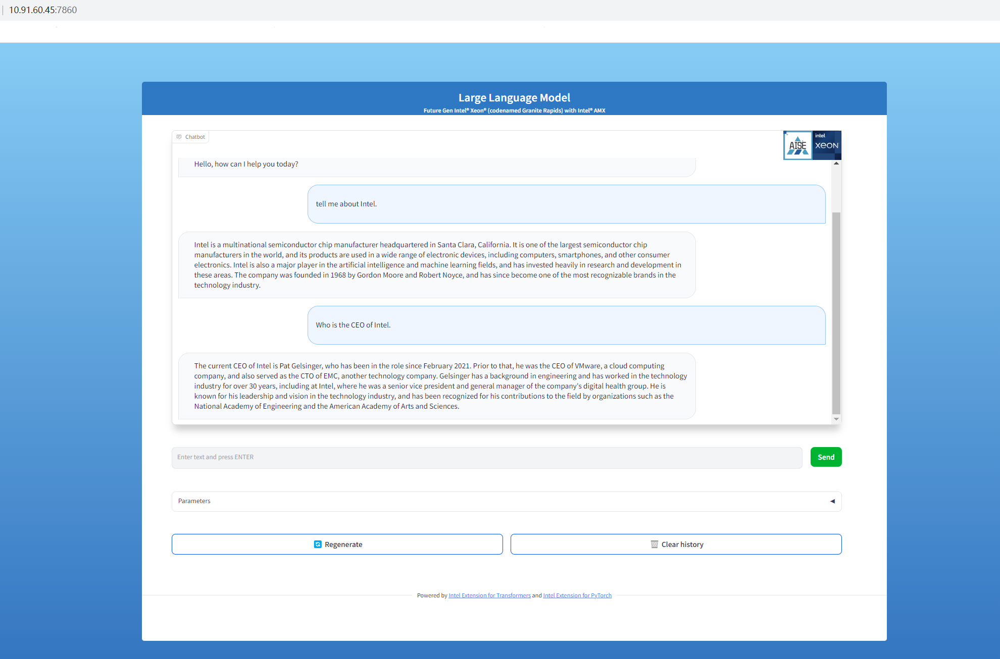 10.91.60.45:7860
Large Language Model
Future Gen Intel® Xeon® (codenamed Granite Rapids) with Intel® AMX
Chatbot
AISE
intel.
XEON
Hello, how can I help you today?
tell me about Intel.
Intel is a multinational semiconductor chip manufacturer headquartered in Santa Clara, California. It is one of the largest semiconductor chip
manufacturers in the world, and its products are used in a wide range of electronic devices, including computers, smartphones, and other consumer
electronics. Intel is also a major player in the artificial intelligence and machine learning fields, and has invested heavily in research and development in
these areas. The company was founded in 1968 by Gordon Moore and Robert Noyce, and has since become one of the most recognizable brands in the
technology industry.
Who is the CEO of Intel.
The current CEO of Intel is Pat Gelsinger, who has been in the role since February 2021. Prior to that, he was the CEO of VMware, a cloud computing
company, and also served as the CTO of EMC, another technology company. Gelsinger has a background in engineering and has worked in the technology
industry for over 30 years, including at Intel, where he was a senior vice president and general manager of the company's digital health group. He is
known for his leadership and vision in the technology industry, and has been recognized for his contributions to the field by organizations such as the
National Academy of Engineering and the American Academy of Arts and Sciences.
Enter text and press ENTER
Send
Parameters
Regenerate
Clear history
Powered by Intel Extension for Transformers and Intel Extension for PyTorch